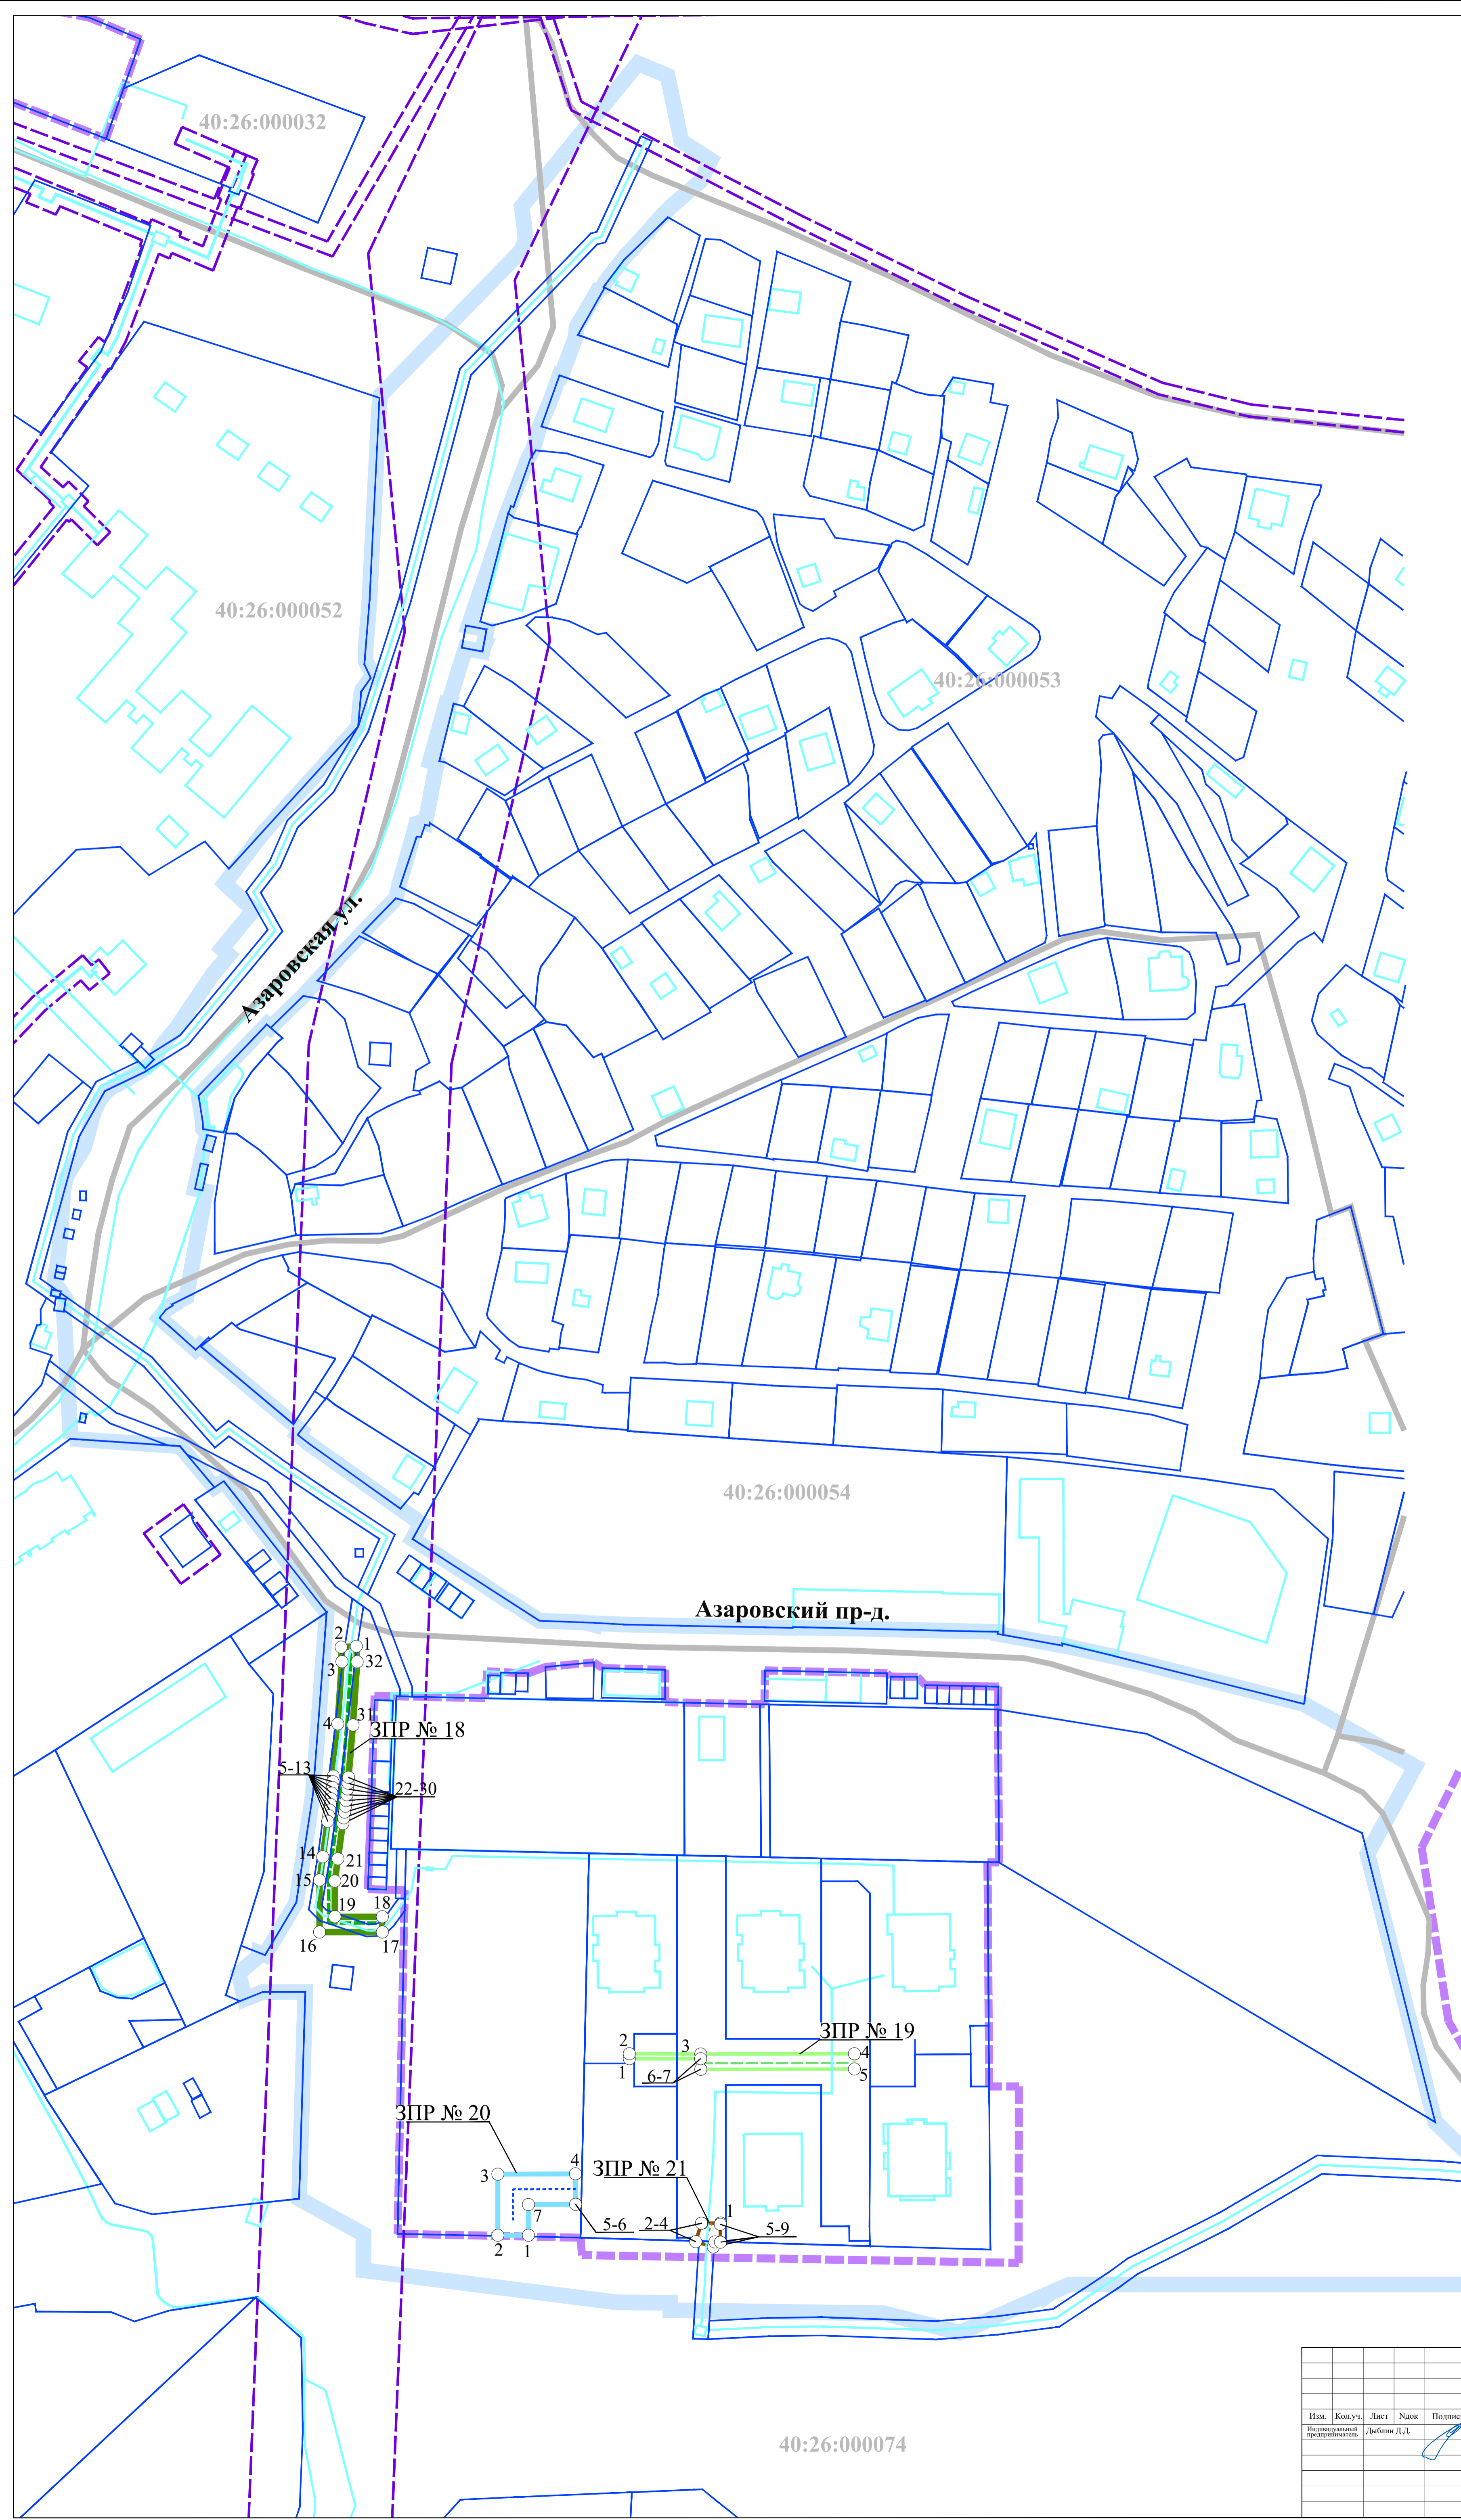 40:26:000032
40:26:000052
40:26:000053
Азаровская ул.
40:26:000054
Азаровский пр-д.
2
1
3
32
4
31
ЗПР № 18
5-13
22-30
14
21
15
20
19
18
16
17
ЗПР № 19
2
3
4
1
6-7
5
ЗПР № 20
3
4
ЗПР № 21
7
5-6
2-4
1
5-9
2
1
40:26:000074
Изм.
Кол.уч.
Лист
Nдок
Индивидуальный
предприниматель
Дыблин Д.Д.